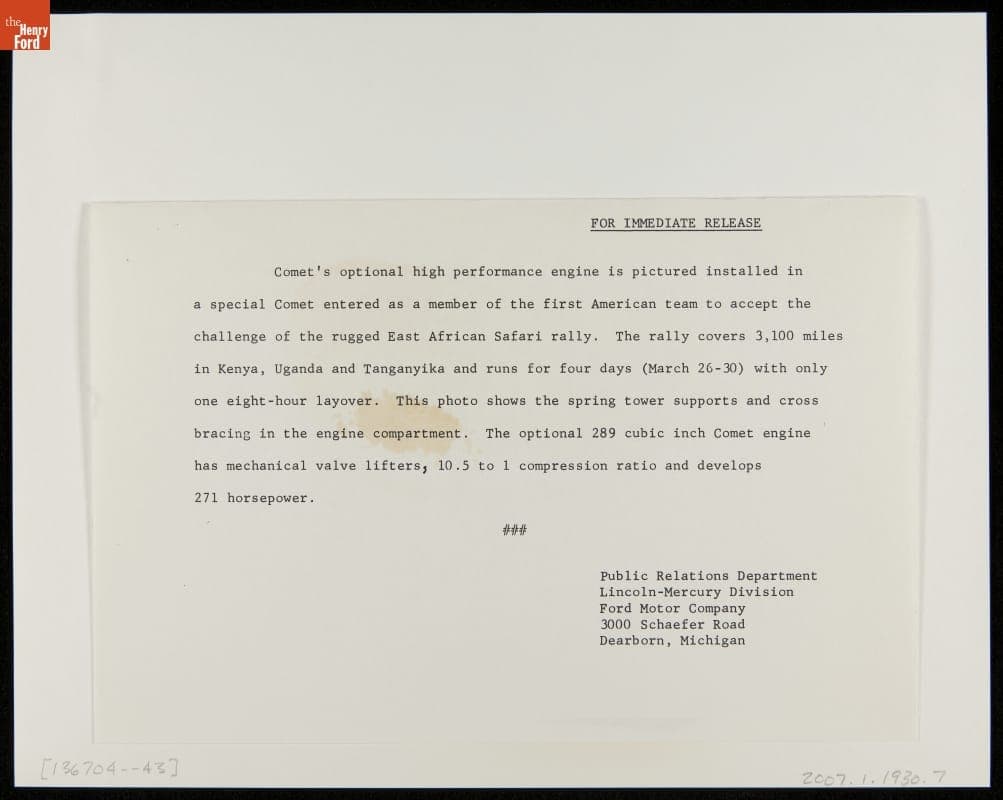 the
Henry
Ford
FOR IMMEDIATE RELEASE
Comet's optional high performance engine is pictured installed in
a special Comet entered as a member of the first American team to accept the
challenge of the rugged East African Safari rally. The rally covers 3,100 miles
in Kenya, Uganda and Tanganyika and runs for four days (March 26-30) with only
one eight-hour layover. This photo shows the spring tower supports and cross
bracing in the engine compartment. The optional 289 cubic inch Comet engine
has mechanical valve lifters, 10.5 to 1 compression ratio and develops
271 horsepower.
###
Public Relations Department
Lincoln-Mercury Division
Ford Motor Company
3000 Schaefer Road
Dearborn, Michigan
[136704--43]
2007.1.1930.7